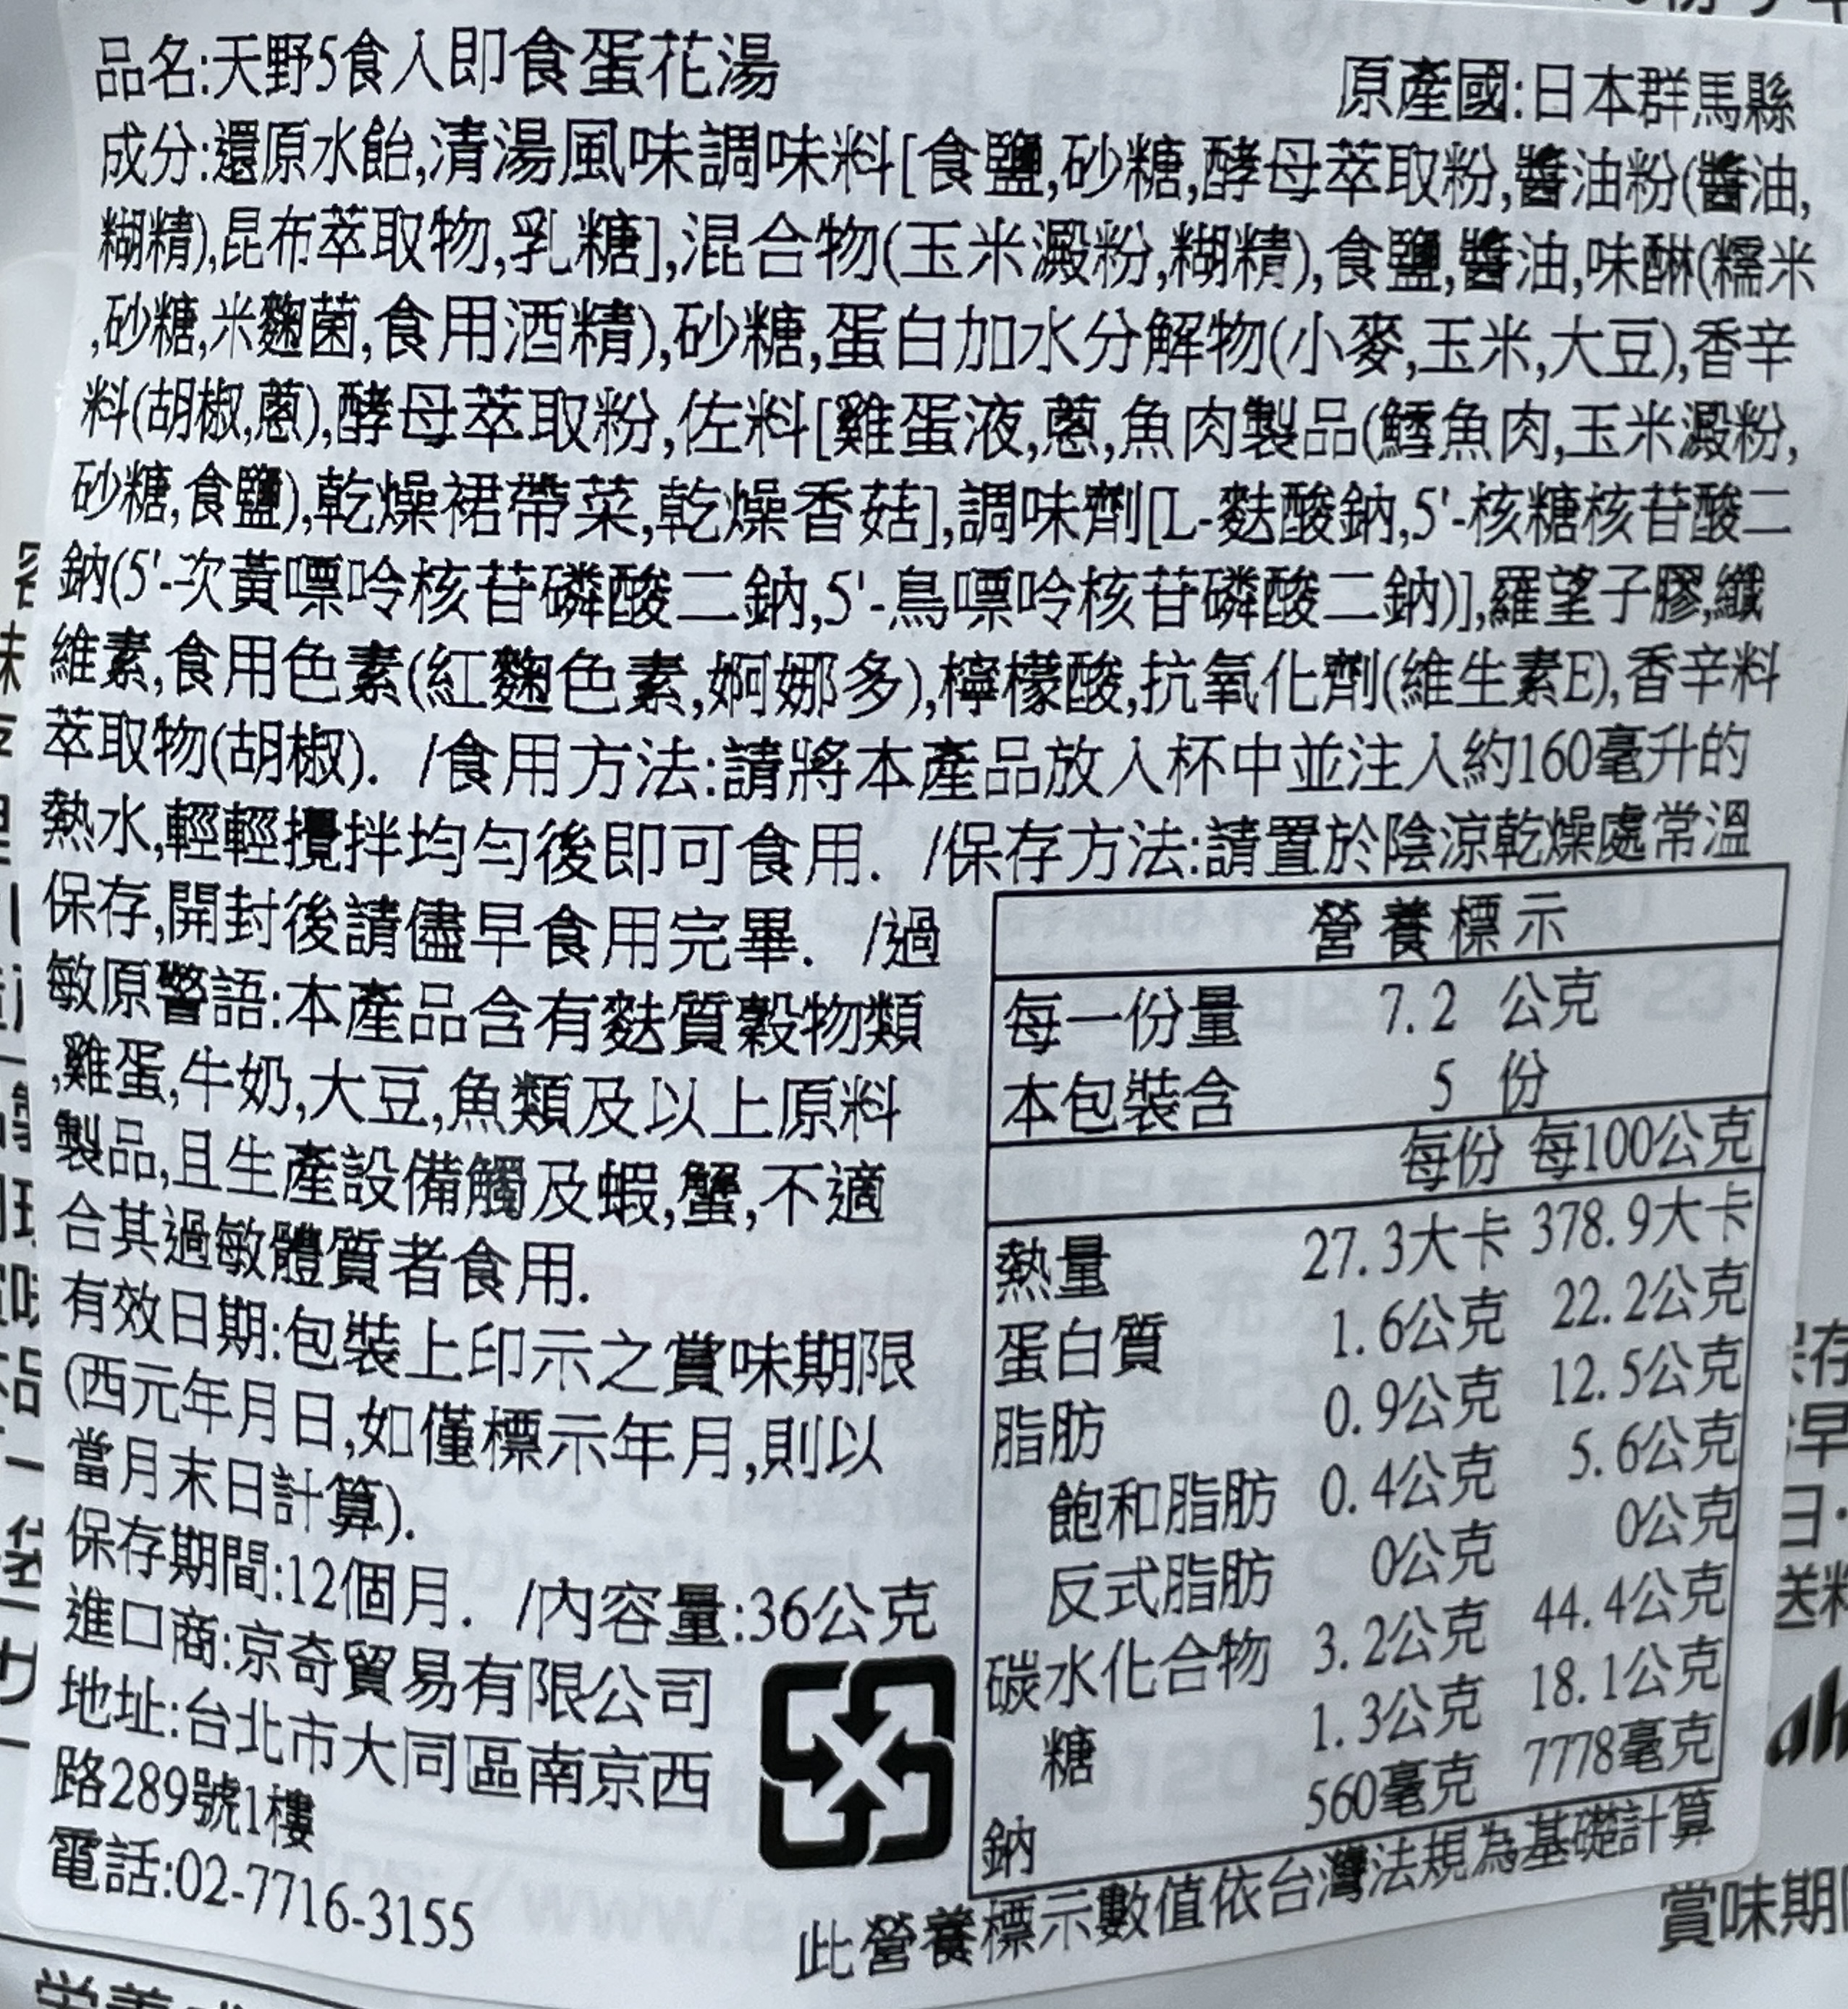 品名:天野5食入即食蛋花湯
原產國:日本群馬縣
成分:還原水飴,清湯風味調味料[食鹽,砂糖,酵母萃取粉,醬油粉(醬油,
糊精),昆布萃取物,乳糖],混合物(玉米澱粉,糊精),食鹽,醬油,味醂(糯米
,砂糖,米麴菌,食用酒精),砂糖,蛋白加水分解物(小麥,玉米,大豆),香辛
料(胡椒,蔥),酵母萃取粉,佐料[雞蛋液,蔥,魚肉製品(鱈魚肉,玉米澱粉,
砂糖,食鹽),乾燥裙帶菜,乾燥香菇],調味劑[L-麩酸鈉,5'-核糖核苷酸二
鈉(5'-次黃嘌呤核苷磷酸二鈉,5'-鳥嘌呤核苷磷酸二鈉)],羅望子膠,纖
維素,食用色素(紅麴色素,婀娜多),檸檬酸,抗氧化劑(維生素E),香辛料
萃取物(胡椒). /食用方法:請將本產品放入杯中並注入約160毫升的
熱水,輕輕攪拌均勻後即可食用. /保存方法:請置於陰涼乾燥處常溫
保存,開封後請儘早食用完畢. /過
敏原警語:本產品含有麩質穀物類
,雞蛋,牛奶,大豆,魚類及以上原料
製品,且生產設備觸及蝦,蟹,不適
合其過敏體質者食用.
有效日期:包裝上印示之賞味期限
(西元年月日,如僅標示年月,則以
當月末日計算).
保存期間:12個月. /內容量:36公克
進口商:京奇貿易有限公司
地址:台北市大同區南京西
路289號1樓
電話:02-7716-3155
營養標示
每一份量 7.2 公克
本包裝含 5 份
每份 每100公克
熱量 27.3大卡 378.9大卡
蛋白質 1.6公克 22.2公克
脂肪 0.9公克 12.5公克
飽和脂肪 0.4公克 5.6公克
反式脂肪 0公克 0公克
碳水化合物 3.2公克 44.4公克
糖 1.3公克 18.1公克
鈉 560毫克 7778毫克
此營養標示數值依台灣法規為基礎計算
賞味期